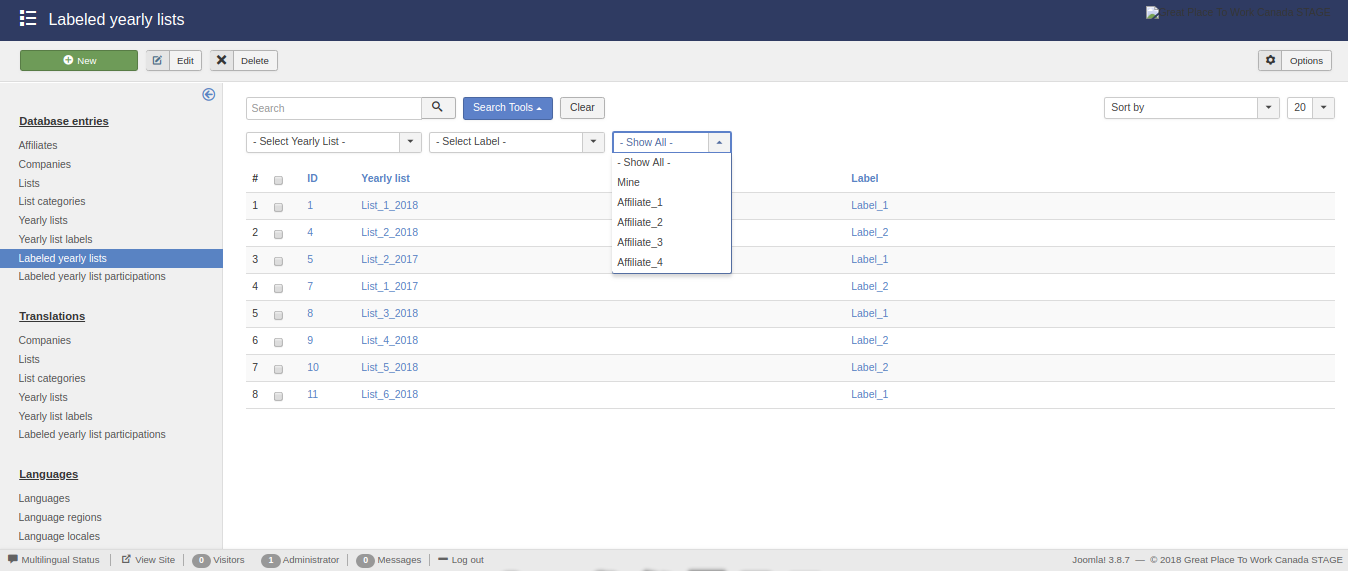 Labeled yearly lists
Great Place To Work Canada STAGE
New Edit Delete Options
Database entries
Affiliates
Companies
Lists
List categories
Yearly lists
Yearly list labels
Labeled yearly lists
Labeled yearly list participations
Translations
Companies
Lists
List categories
Yearly lists
Yearly list labels
Labeled yearly list participations
Languages
Languages
Language regions
Language locales
Search Search Tools Clear Sort by 20
- Select Yearly List - - Select Label - - Show All -
- Show All -
Mine
Affiliate_1
Affiliate_2
Affiliate_3
Affiliate_4
# ID Yearly list Label
1 1 List_1_2018 Label_1
2 4 List_2_2018 Label_2
3 5 List_2_2017 Label_1
4 7 List_1_2017 Label_2
5 8 List_3_2018 Label_1
6 9 List_4_2018 Label_2
7 10 List_5_2018 Label_2
8 11 List_6_2018 Label_1
Multilingual Status View Site 0 Visitors 1 Administrator 0 Messages Log out Joomla! 3.8.7 — © 2018 Great Place To Work Canada STAGE